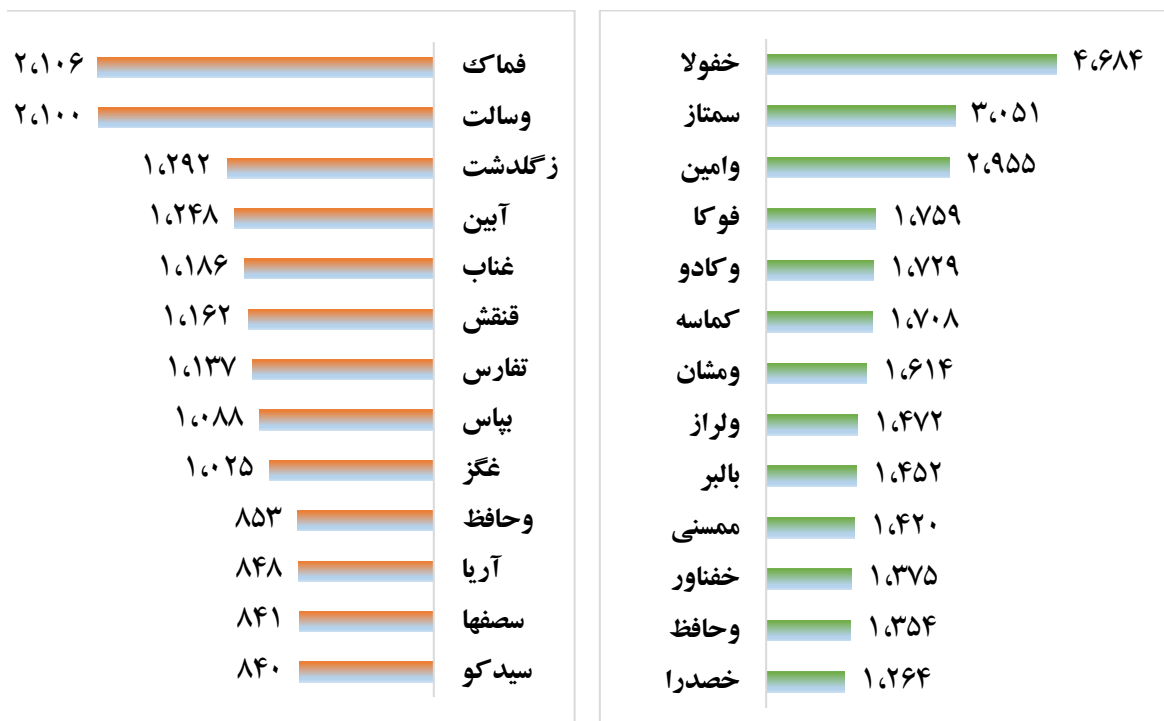 خفولا ۴،۶۸۴
سمتاز ۳،۰۵۱
وامین ۲،۹۵۵
فوکا ۱،۷۵۹
وکادو ۱،۷۲۹
کماسه ۱،۷۰۸
ومشان ۱،۶۱۴
ولراز ۱،۴۷۲
بالبر ۱،۴۵۲
ممسنی ۱،۴۲۰
خفناور ۱،۳۷۵
وحافظ ۱،۳۵۴
خصدرا ۱،۲۶۴
فماک ۲،۱۰۶
وسالت ۲،۱۰۰
زگلدشت ۱،۲۹۲
آبین ۱،۲۴۸
غناب ۱،۱۸۶
قنقش ۱،۱۶۲
تفارس ۱،۱۳۷
بپاس ۱،۰۸۸
غگز ۱،۰۲۵
وحافظ ۸۵۳
آریا ۸۴۸
سصفها ۸۴۱
سیدکو ۸۴۰